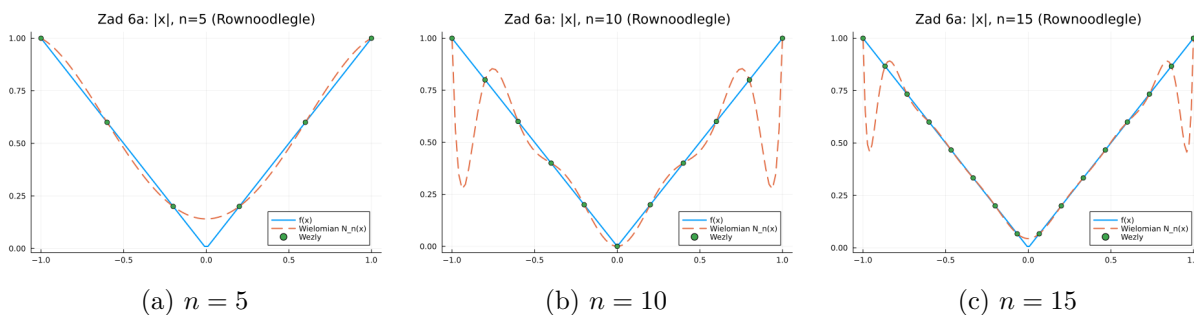 Zad 6a: |x|, n=5 (Rownoodlegle)
1.00
0.75
0.50
0.25
0.00
−1.0
−0.5
0.0
0.5
1.0
f(x)
Wielomian N_n(x)
Wezly
(a) n = 5
Zad 6a: |x|, n=10 (Rownoodlegle)
1.00
0.75
0.50
0.25
0.00
−1.0
−0.5
0.0
0.5
1.0
f(x)
Wielomian N_n(x)
Wezly
(b) n = 10
Zad 6a: |x|, n=15 (Rownoodlegle)
1.00
0.75
0.50
0.25
0.00
−1.0
−0.5
0.0
0.5
1.0
f(x)
Wielomian N_n(x)
Wezly
(c) n = 15